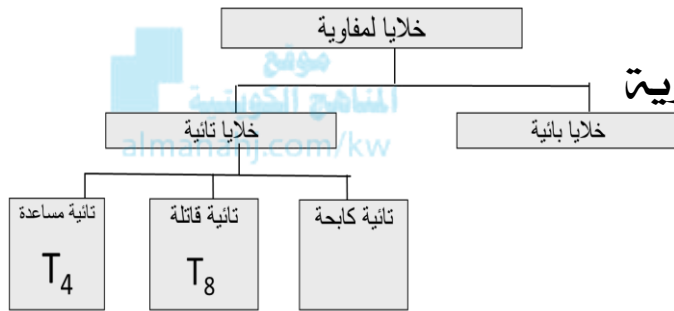 خلايا لمفاوية
موقع
المناهج الكويتية
almanahj.com/kw
رية
خلايا بائية
خلايا تائية
تائية كابحة
تائية قاتلة
T8
تائية مساعدة
T4